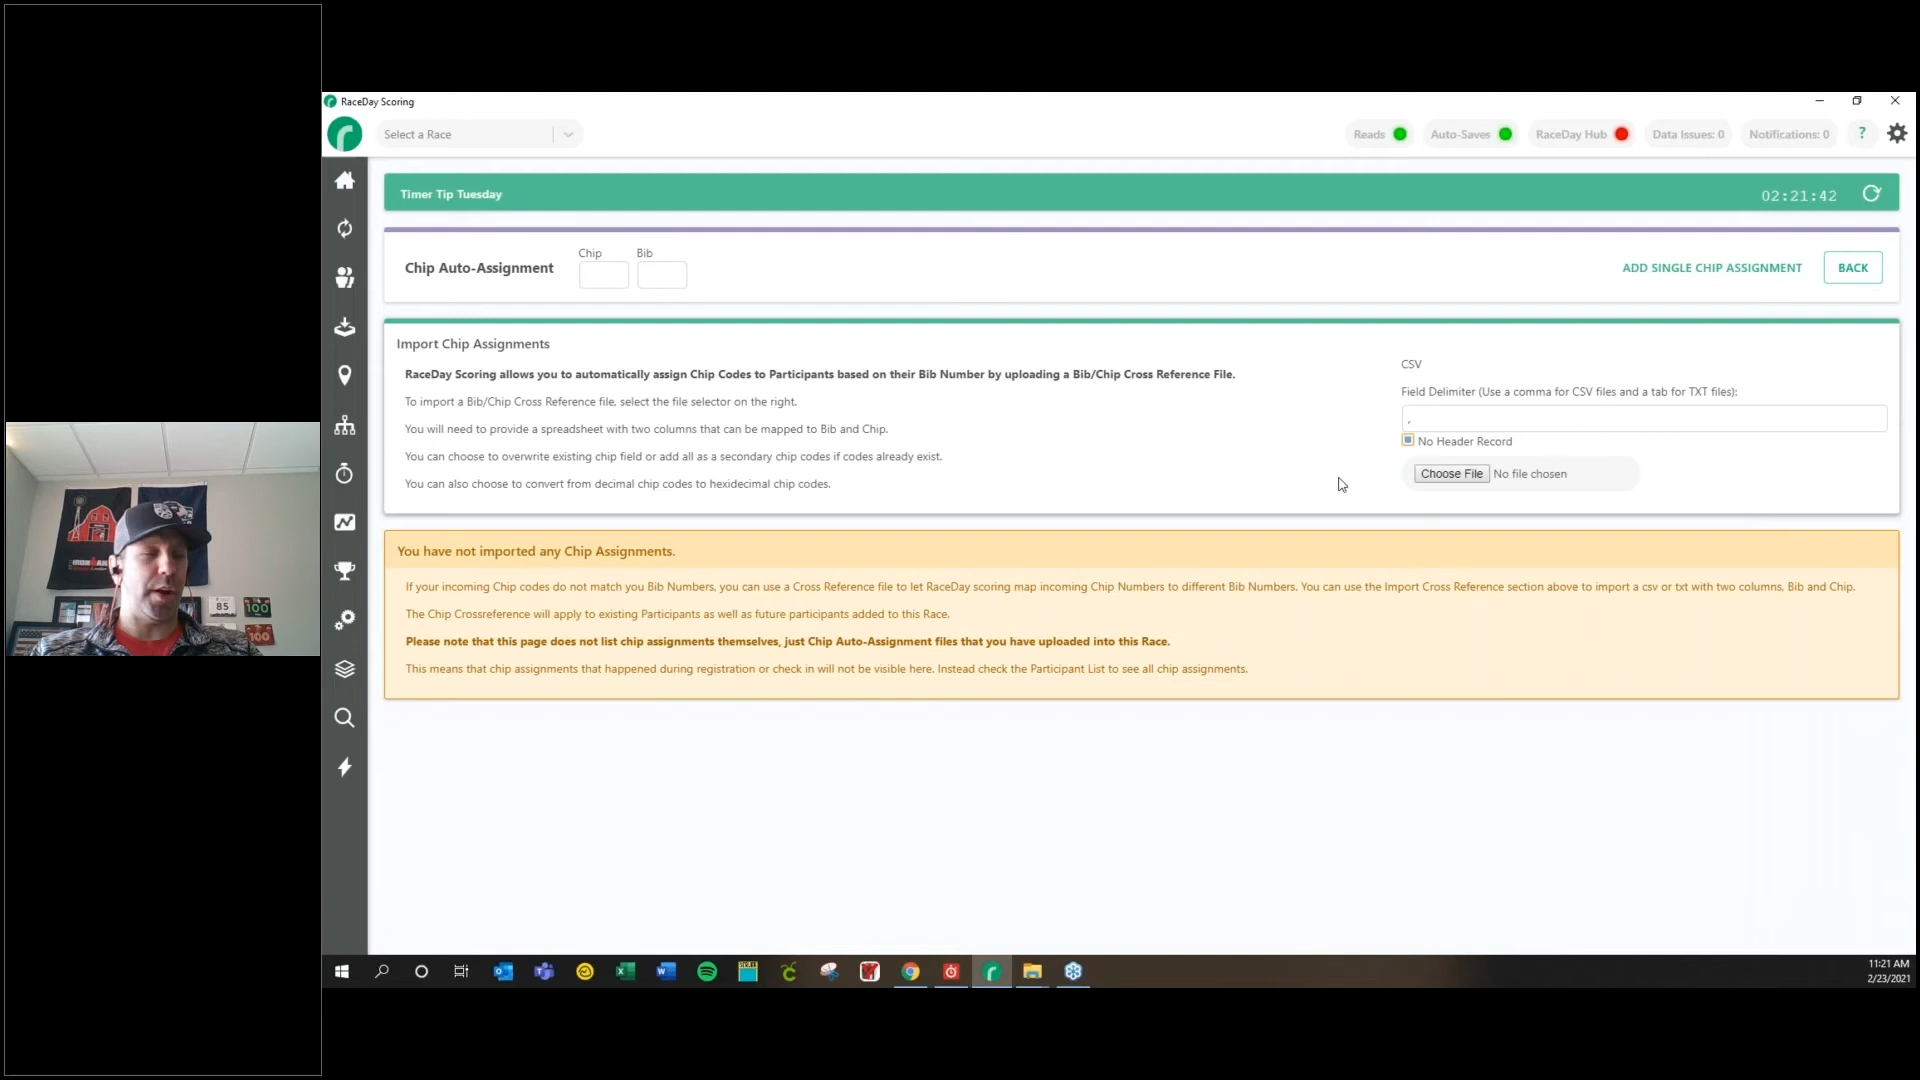 RaceDay Scoring
Select a Race
Reads
Auto-Saves
RaceDay Hub
Data Issues: 0
Notifications: 0
?
Timer Tip Tuesday
02:21:42
Chip Auto-Assignment
Chip
Bib
ADD SINGLE CHIP ASSIGNMENT
BACK
Import Chip Assignments
RaceDay Scoring allows you to automatically assign Chip Codes to Participants based on their Bib Number by uploading a Bib/Chip Cross Reference File.
To import a Bib/Chip Cross Reference file, select the file selector on the right.
You will need to provide a spreadsheet with two columns that can be mapped to Bib and Chip.
You can choose to overwrite existing chip field or add all as a secondary chip codes if codes already exist.
You can also choose to convert from decimal chip codes to hexidecimal chip codes.
CSV
Field Delimiter (Use a comma for CSV files and a tab for TXT files):
,
No Header Record
Choose File No file chosen
You have not imported any Chip Assignments.
If your incoming Chip codes do not match you Bib Numbers, you can use a Cross Reference file to let RaceDay scoring map incoming Chip Numbers to different Bib Numbers. You can use the Import Cross Reference section above to import a csv or txt with two columns, Bib and Chip.
The Chip Crossreference will apply to existing Participants as well as future participants added to this Race.
Please note that this page does not list chip assignments themselves, just Chip Auto-Assignment files that you have uploaded into this Race.
This means that chip assignments that happened during registration or check in will not be visible here. Instead check the Participant List to see all chip assignments.
85
100
100
11:21 AM
2/23/2021